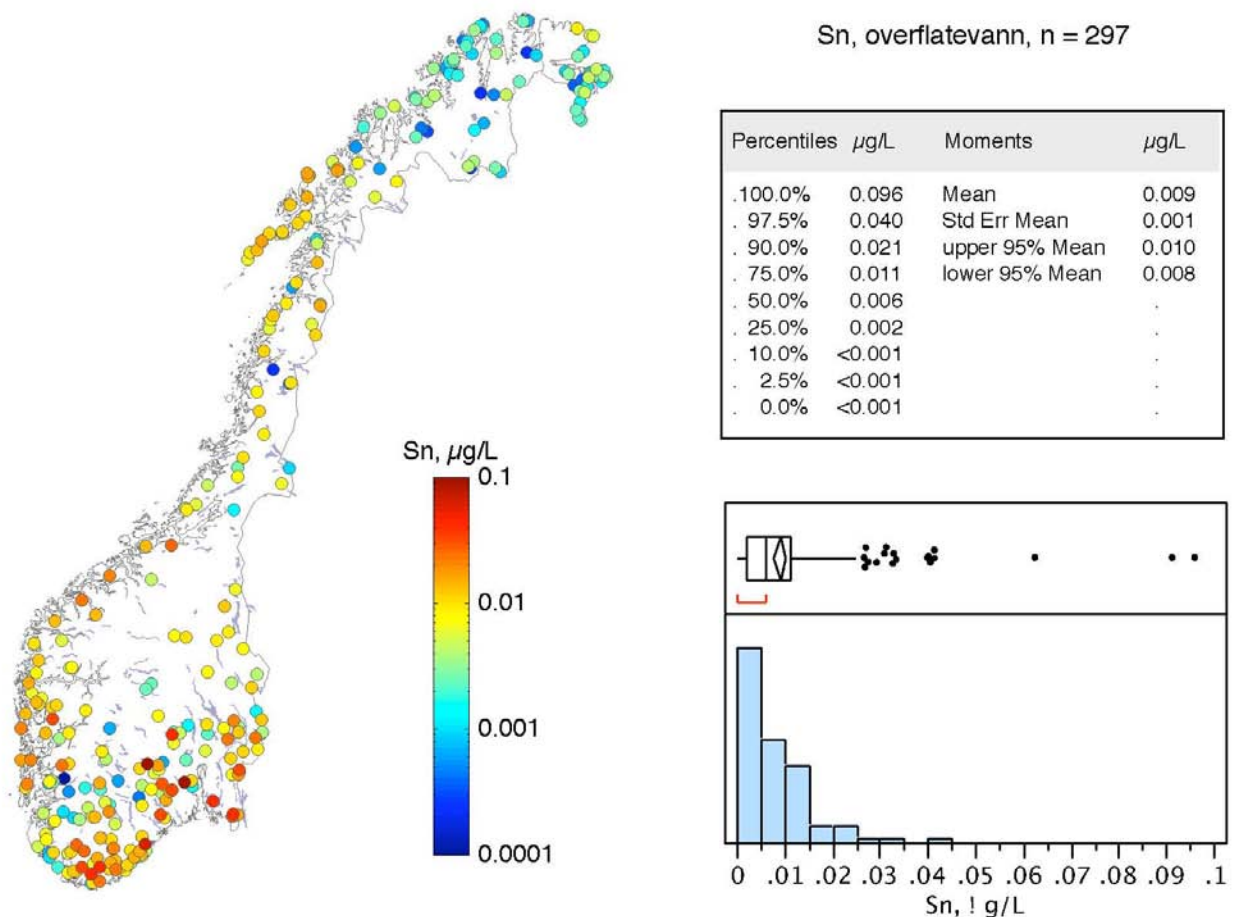 Sn, overflatevann, n = 297
Percentiles µg/L Moments µg/L
.100.0% 0.096 Mean 0.009
. 97.5% 0.040 Std Err Mean 0.001
. 90.0% 0.021 upper 95% Mean 0.010
. 75.0% 0.011 lower 95% Mean 0.008
. 50.0% 0.006 .
. 25.0% 0.002 .
. 10.0% <0.001 .
. 2.5% <0.001 .
. 0.0% <0.001 .
Sn, µg/L
0.1
0.01
0.001
0.0001
0 .01 .02 .03 .04 .05 .06 .07 .08 .09 .1
Sn, ! g/L